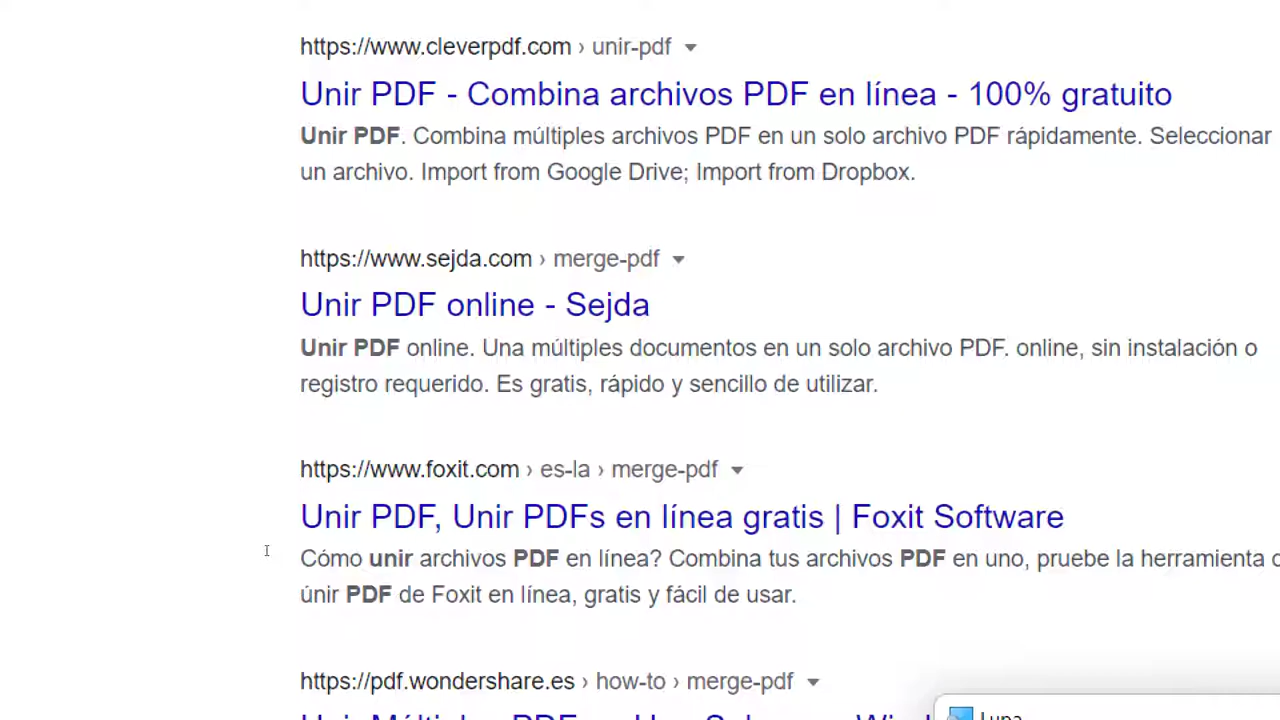 https://www.cleverpdf.com › unir-pdf
Unir PDF - Combina archivos PDF en línea - 100% gratuito
Unir PDF. Combina múltiples archivos PDF en un solo archivo PDF rápidamente. Seleccionar
un archivo. Import from Google Drive; Import from Dropbox.
https://www.sejda.com › merge-pdf
Unir PDF online - Sejda
Unir PDF online. Una múltiples documentos en un solo archivo PDF. online, sin instalación o
registro requerido. Es gratis, rápido y sencillo de utilizar.
https://www.foxit.com › es-la › merge-pdf
Unir PDF, Unir PDFs en línea gratis | Foxit Software
Cómo unir archivos PDF en línea? Combina tus archivos PDF en uno, pruebe la herramienta
únir PDF de Foxit en línea, gratis y fácil de usar.
https://pdf.wondershare.es › how-to › merge-pdf
Unir Múltiples PDF
Lupa